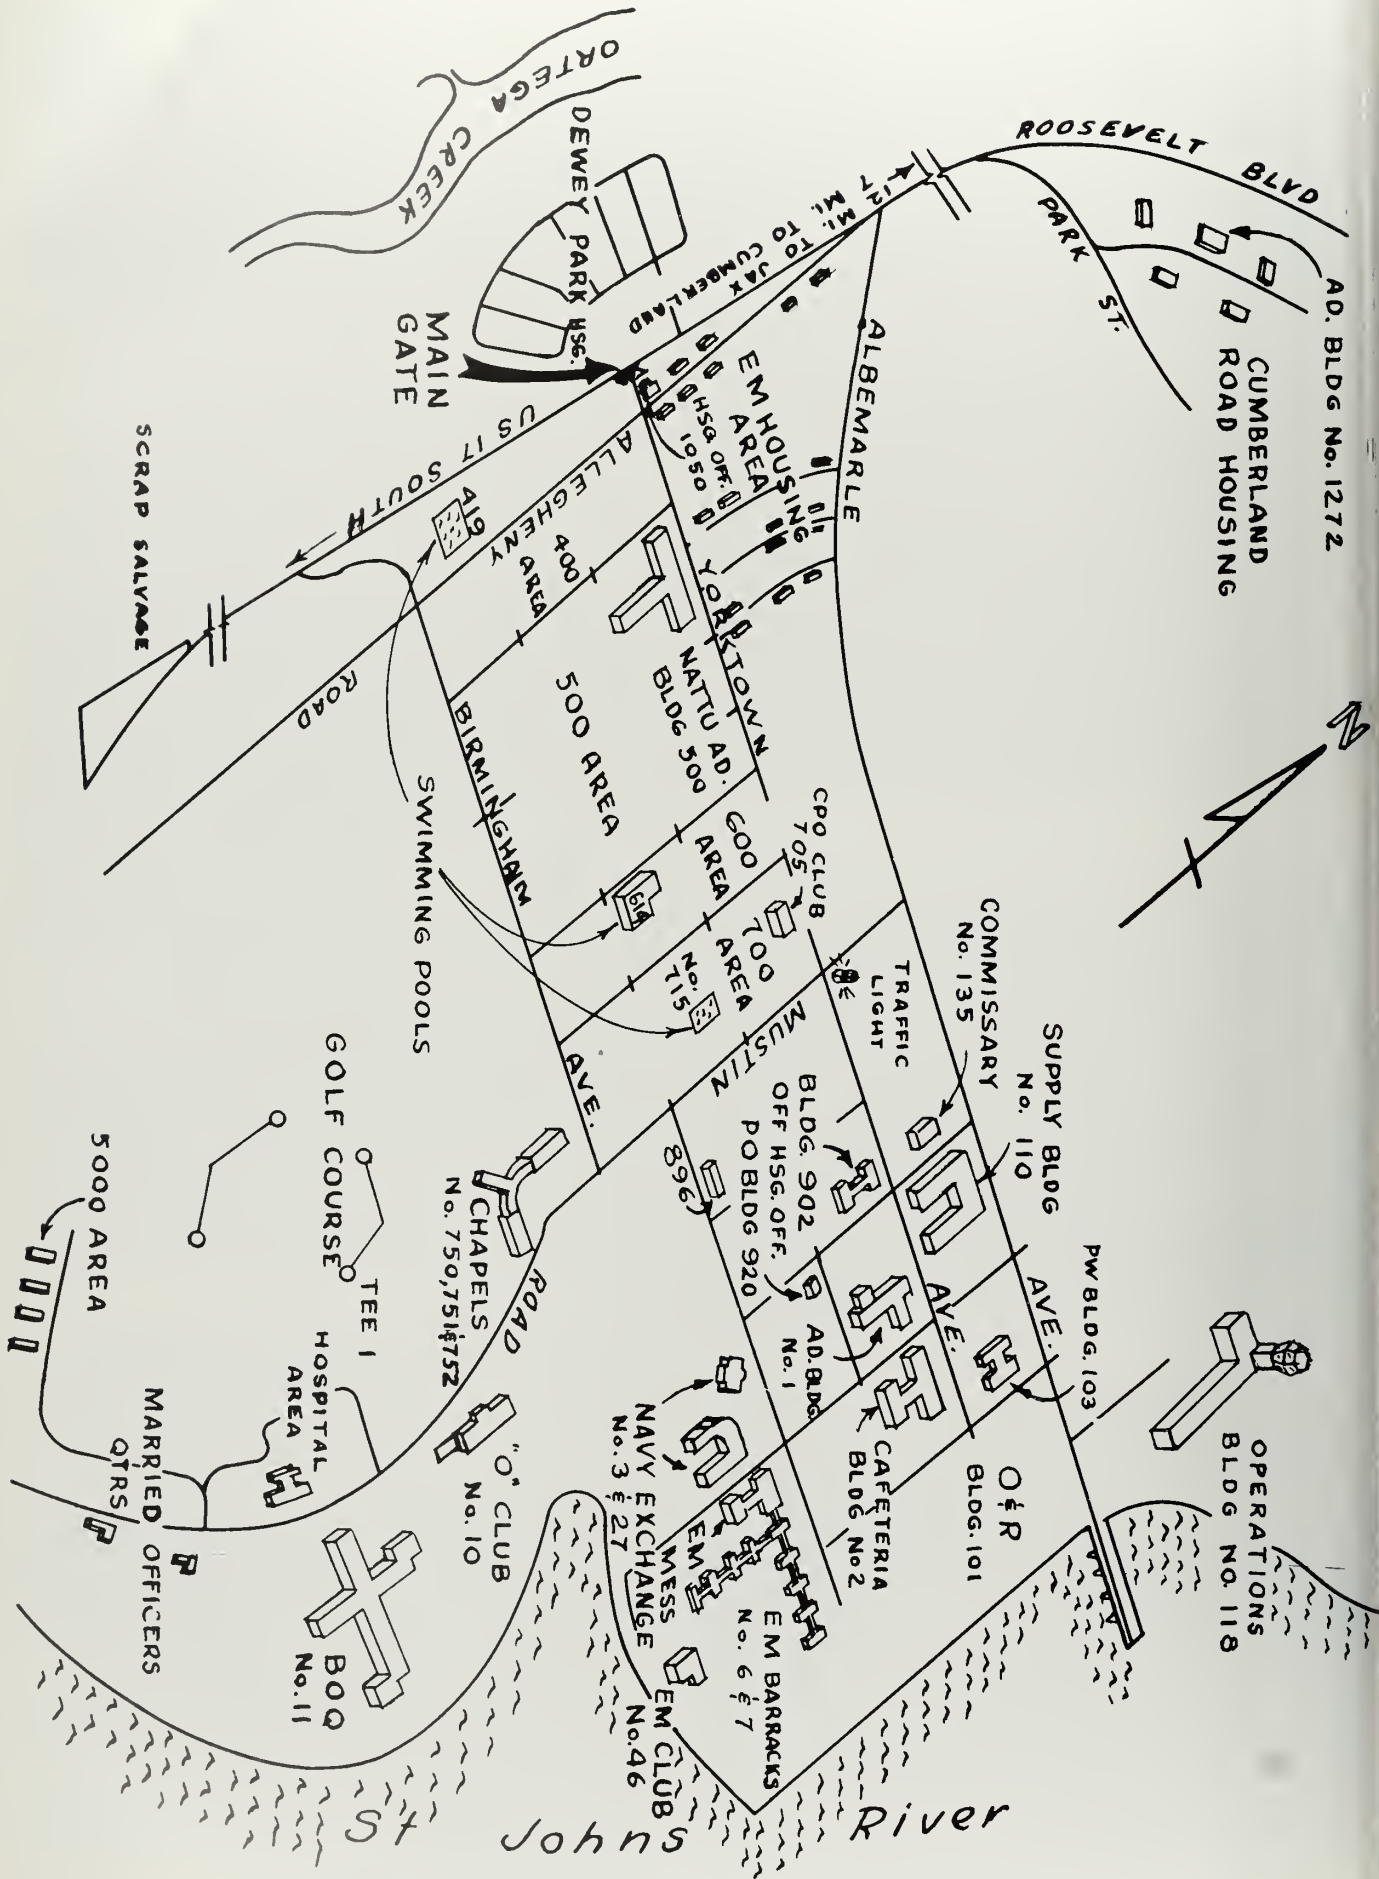 ROOSEVELT BLVD
PARK ST.
AD. BLDG No. 1272
CUMBERLAND
ROAD HOUSING
N
ORTEGA
CREEK
DEWEY PARK HSG.
12 MI. TO JAX
7 MI. TO CUMBERLAND
MAIN
GATE
US 17 SOUTH
SCRAP SALVAGE
ALBEMARLE
AVE.
EM HOUSING
AREA
HSG OFF.
1050
ALLEGHENY
ROAD
419
400
AREA
YORKTOWN
AVE.
NATTU AD.
BLDG 500
500 AREA
BIRMINGHAM
AVE.
SWIMMING POOLS
600
AREA
614
700
AREA
No.
715
CPO CLUB
705
TRAFFIC
LIGHT
MUSTIN
ROAD
COMMISSARY
No. 135
SUPPLY BLDG
No. 110
BLDG. 902
OFF HSG. OFF.
PO BLDG 920
896
AD. BLDG.
No. 1
PW BLDG. 103
OPERATIONS
BLDG NO. 118
O & R
BLDG. 101
CAFETERIA
BLDG No 2
NAVY EXCHANGE
No. 3 & 27
EM
MESS
EM BARRACKS
No. 6 & 7
EM CLUB
No. 46
CHAPELS
No. 750, 751 & 752
"O" CLUB
No. 10
GOLF COURSE
TEE 1
5000 AREA
HOSPITAL
AREA
MARRIED OFFICERS
QTRS
BOQ
No. 11
St Johns River